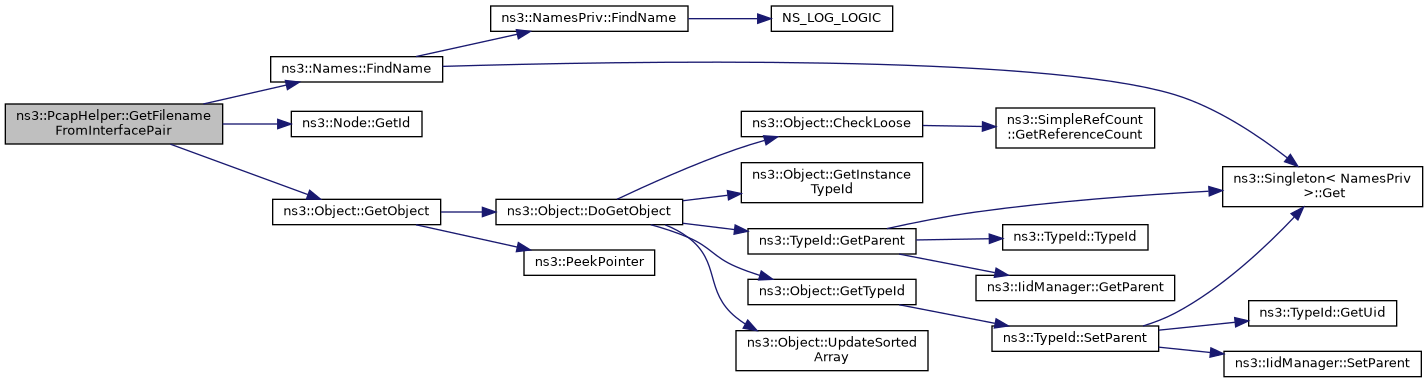 ns3::PcapHelper::GetFilename
FromInterfacePair
ns3::Names::FindName
ns3::NamesPriv::FindName
NS_LOG_LOGIC
ns3::Node::GetId
ns3::Object::GetObject
ns3::Object::DoGetObject
ns3::PeekPointer
ns3::Object::CheckLoose
ns3::SimpleRefCount
::GetReferenceCount
ns3::Object::GetInstance
TypeId
ns3::TypeId::GetParent
ns3::Singleton< NamesPriv
>::Get
ns3::TypeId::TypeId
ns3::IidManager::GetParent
ns3::Object::GetTypeId
ns3::TypeId::SetParent
ns3::TypeId::GetUid
ns3::IidManager::SetParent
ns3::Object::UpdateSorted
Array